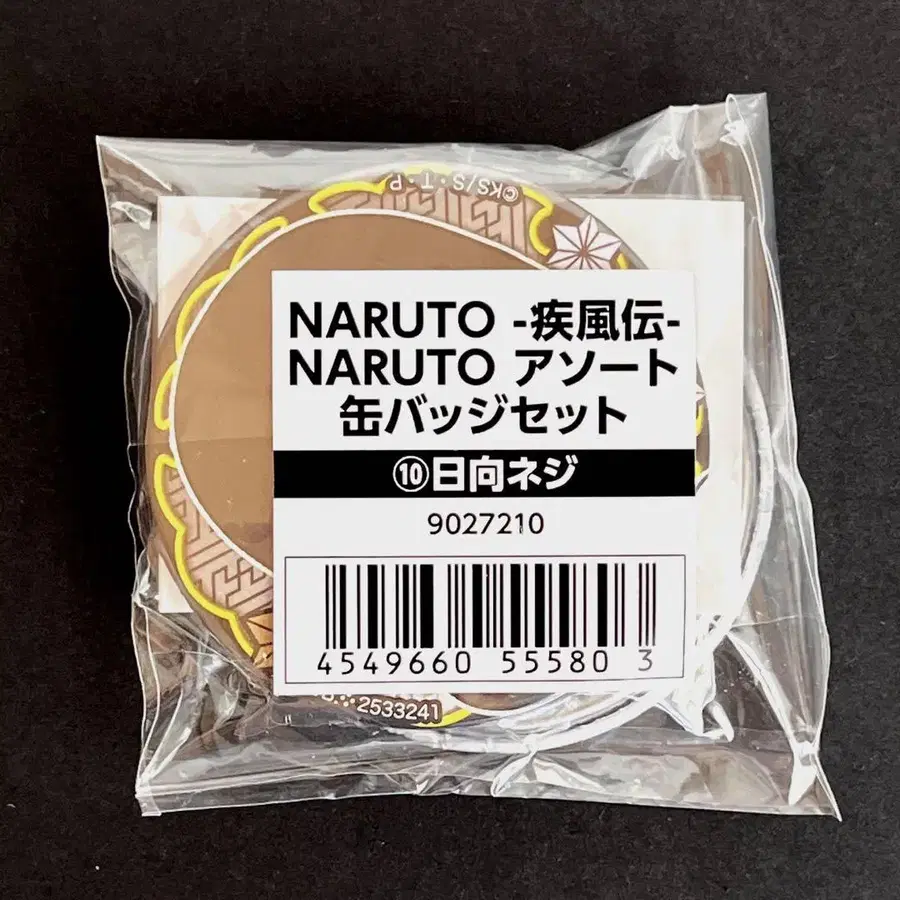 ©KS/S・T・P
NARUTO -疾風伝-
NARUTO アソート
缶バッジセット
⑩日向ネジ
9027210
4549660 55580 3
2533241